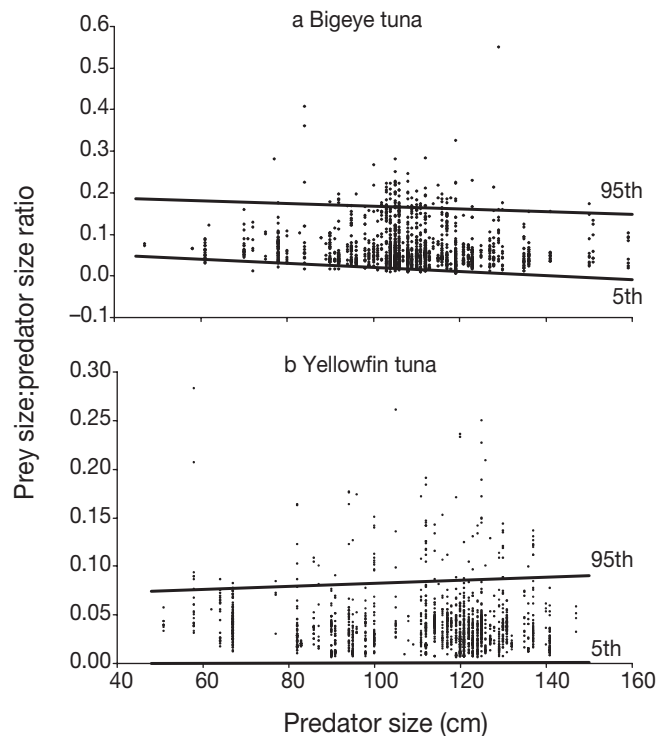 a Bigeye tuna
0.6
0.5
0.4
0.3
0.2
0.1
0.0
–0.1
95th
5th
Prey size:predator size ratio
b Yellowfin tuna
0.30
0.25
0.20
0.15
0.10
0.05
0.00
95th
5th
40 60 80 100 120 140 160
Predator size (cm)